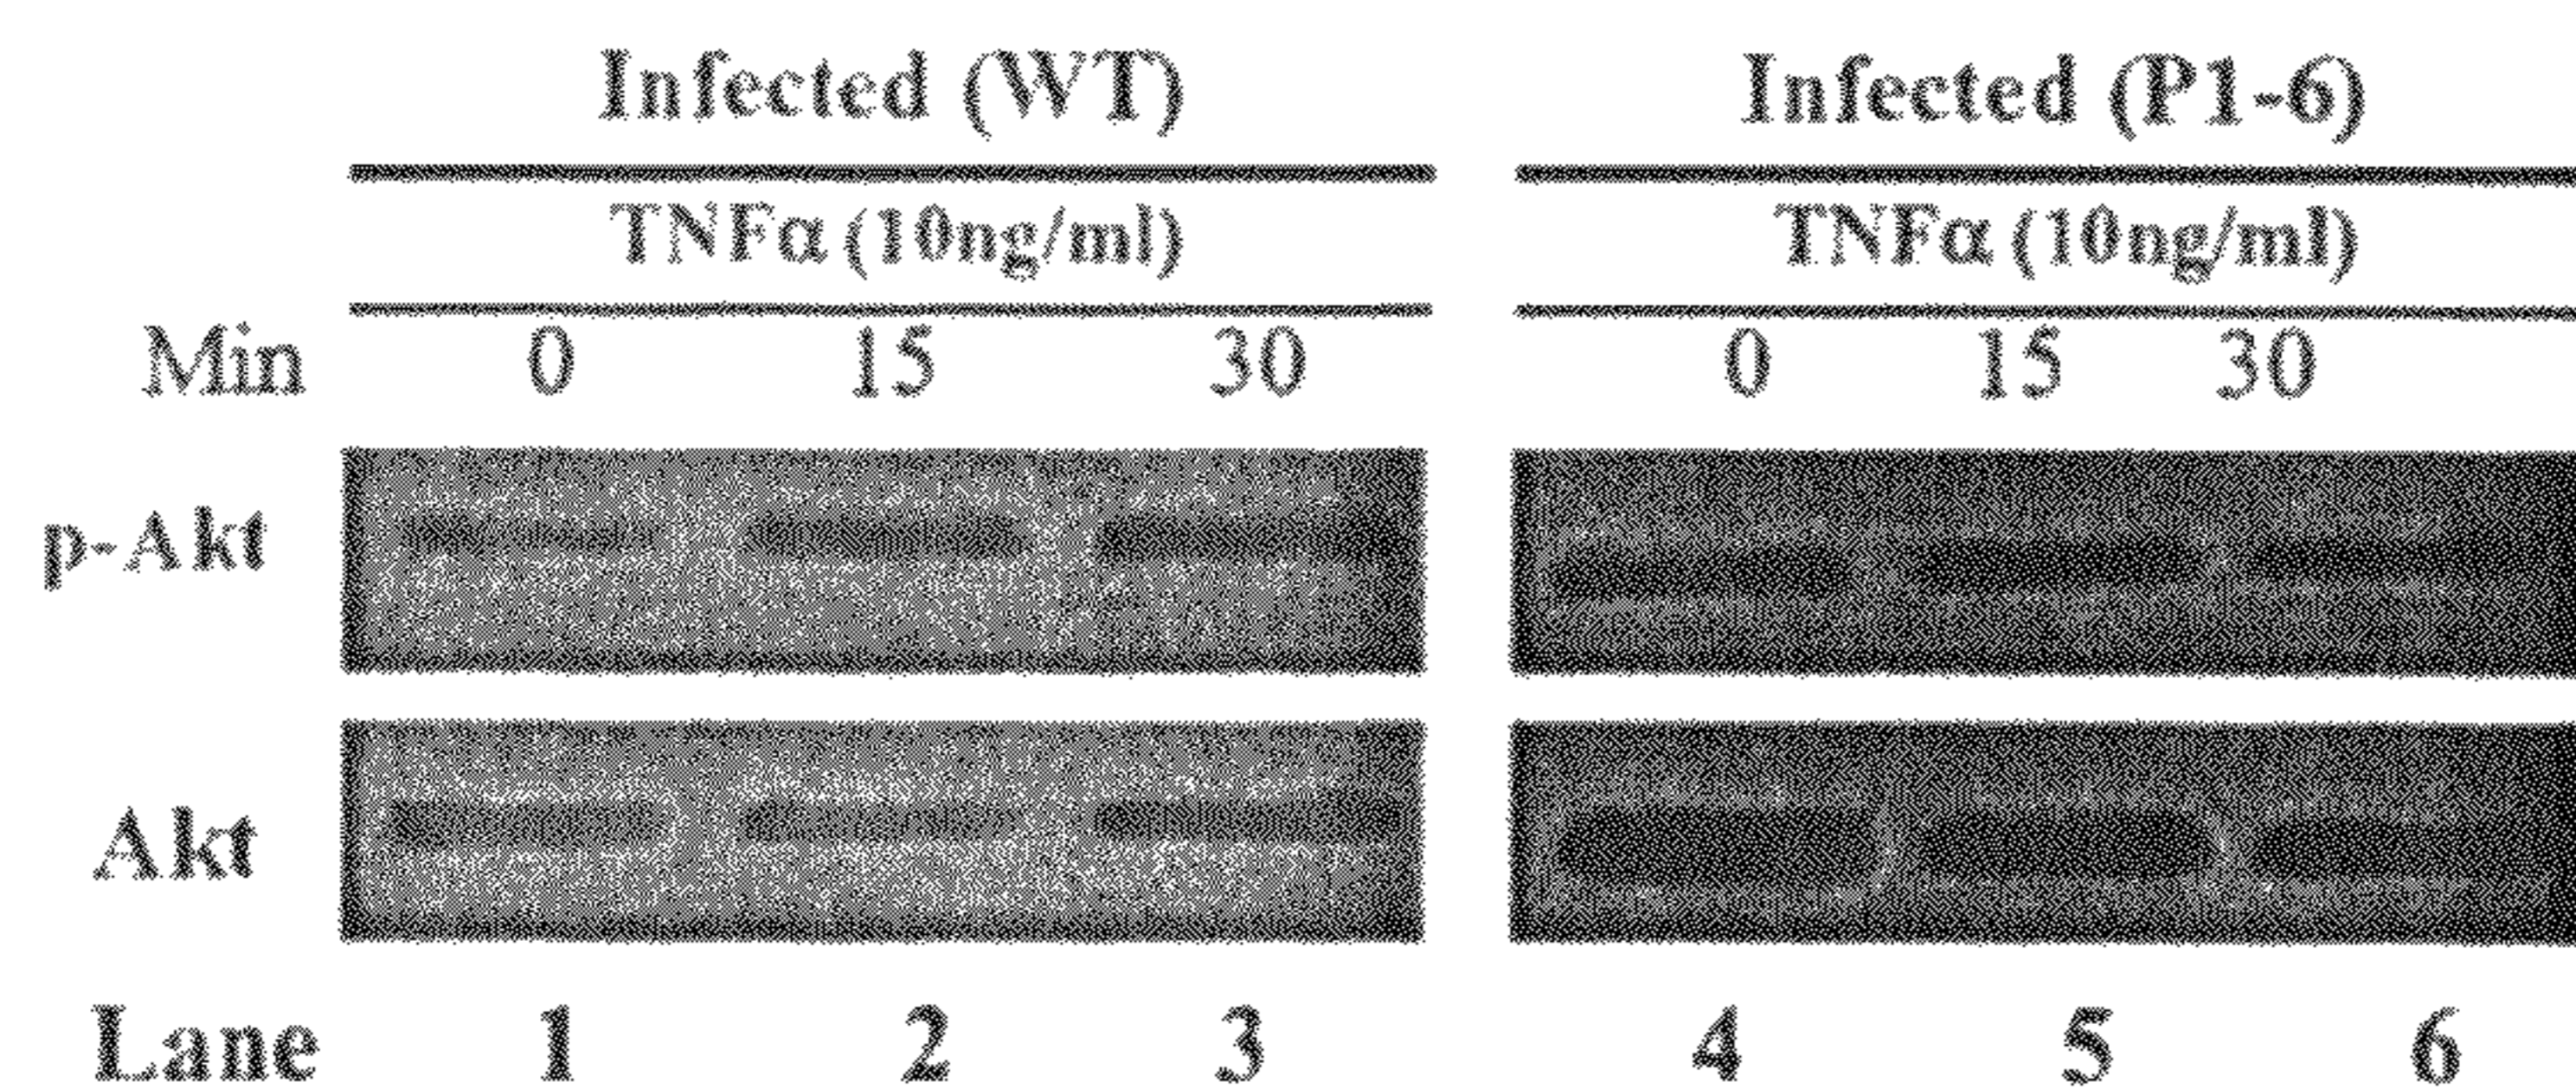 Infected (WT) Infected (P1-6)
TNFα (10ng/ml) TNFα (10ng/ml)
Min 0 15 30 0 15 30
p-Akt
Akt
Lane 1 2 3 4 5 6